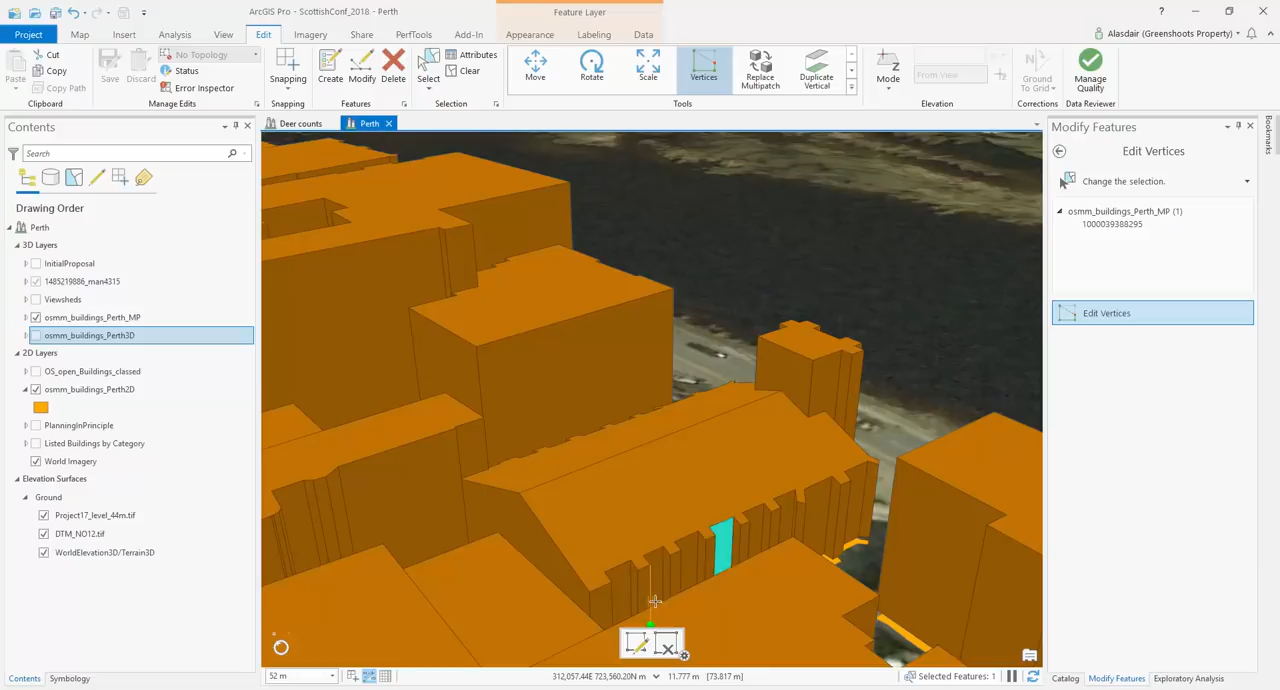 ArcGIS Pro - ScottishConf_2018 - Perth
Feature Layer
?
Project
Map
Insert
Analysis
View
Edit
Imagery
Share
PerfTools
Add-In
Appearance
Labeling
Data
Alasdair (Greenshoots Property)
Paste
Cut
Copy
Copy Path
Clipboard
Save
Discard
No Topology
Status
Error Inspector
Manage Edits
Snapping
Snapping
Create
Modify
Delete
Features
Select
Attributes
Clear
Selection
Move
Rotate
Scale
Vertices
Replace
Multipatch
Duplicate
Vertical
Tools
Mode
From View
Elevation
Ground
To Grid
Corrections
Manage
Quality
Data Reviewer
Contents
Search
Drawing Order
Perth
3D Layers
InitialProposal
1485219886_man4315
Viewsheds
osmm_buildings_Perth_MP
osmm_buildings_Perth3D
2D Layers
OS_open_Buildings_classed
osmm_buildings_Perth2D
PlanningInPrinciple
Listed Buildings by Category
World Imagery
Elevation Surfaces
Ground
Project17_level_44m.tif
DTM_NO12.tif
WorldElevation3D/Terrain3D
Contents
Symbology
Deer counts
Perth
52 m
312,057.44E 723,560.20N m
11.777 m
[73.817 m]
Selected Features: 1
Modify Features
Edit Vertices
Change the selection.
osmm_buildings_Perth_MP (1)
1000039388295
Edit Vertices
Catalog
Modify Features
Exploratory Analysis
Bookmarks